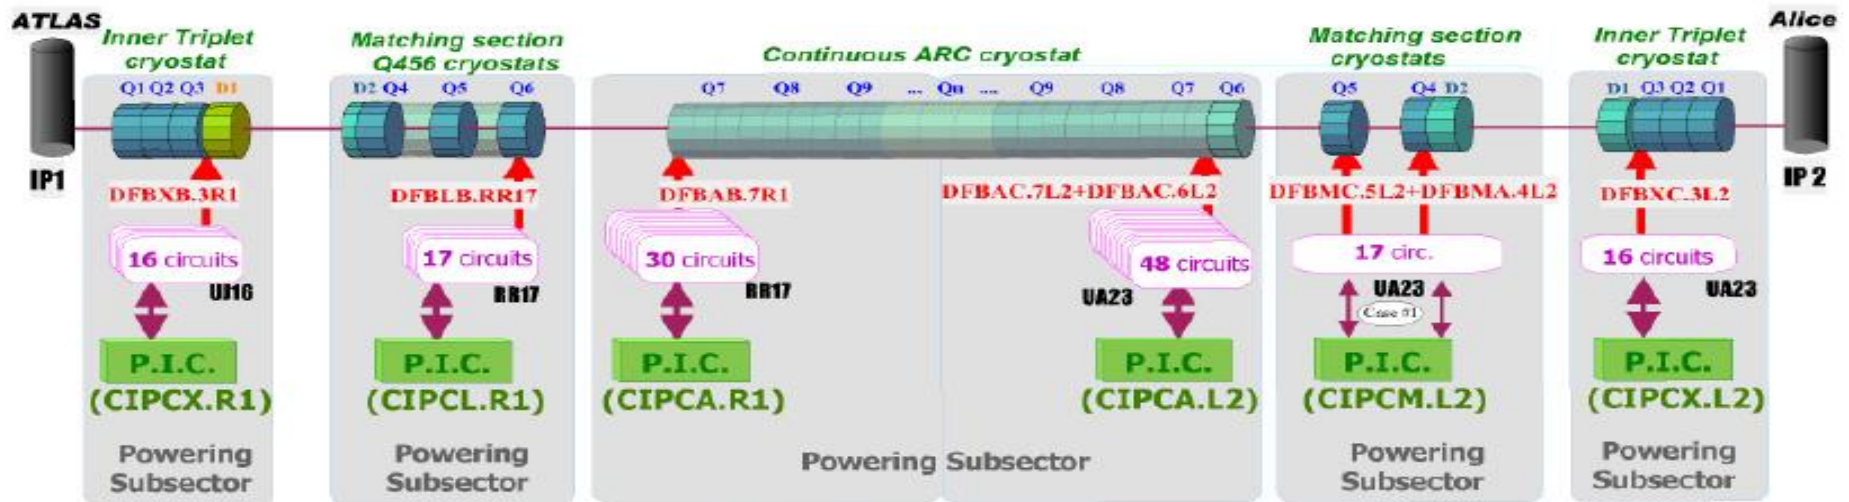 ATLAS
Inner Triplet
cryostat
Matching section
Q456 cryostats
Continuous ARC cryostat
Matching section
cryostats
Inner Triplet
cryostat
Alice
Q1 Q2 Q3 D1
D2 Q4 Q5 Q6
Q7 Q8 Q9 ... Qn .... Q9 Q8 Q7 Q6
Q5 Q4 D2
D1 Q3 Q2 Q1
IP1
IP 2
DFBXB.3R1
DFBLB.RR17
DFBAB.7R1
DFBAC.7L2+DFBAC.6L2
DFBMC.5L2+DFBMA.4L2
DFBXC.3L2
16 circuits
17 circuits
30 circuits
48 circuits
17 circ.
16 circuits
UJ16
RR17
RR17
UA23
UA23
UA23
Case #1
P.I.C.
(CIPCX.R1)
P.I.C.
(CIPCL.R1)
P.I.C.
(CIPCA.R1)
P.I.C.
(CIPCA.L2)
P.I.C.
(CIPCM.L2)
P.I.C.
(CIPCX.L2)
Powering
Subsector
Powering
Subsector
Powering Subsector
Powering
Subsector
Powering
Subsector